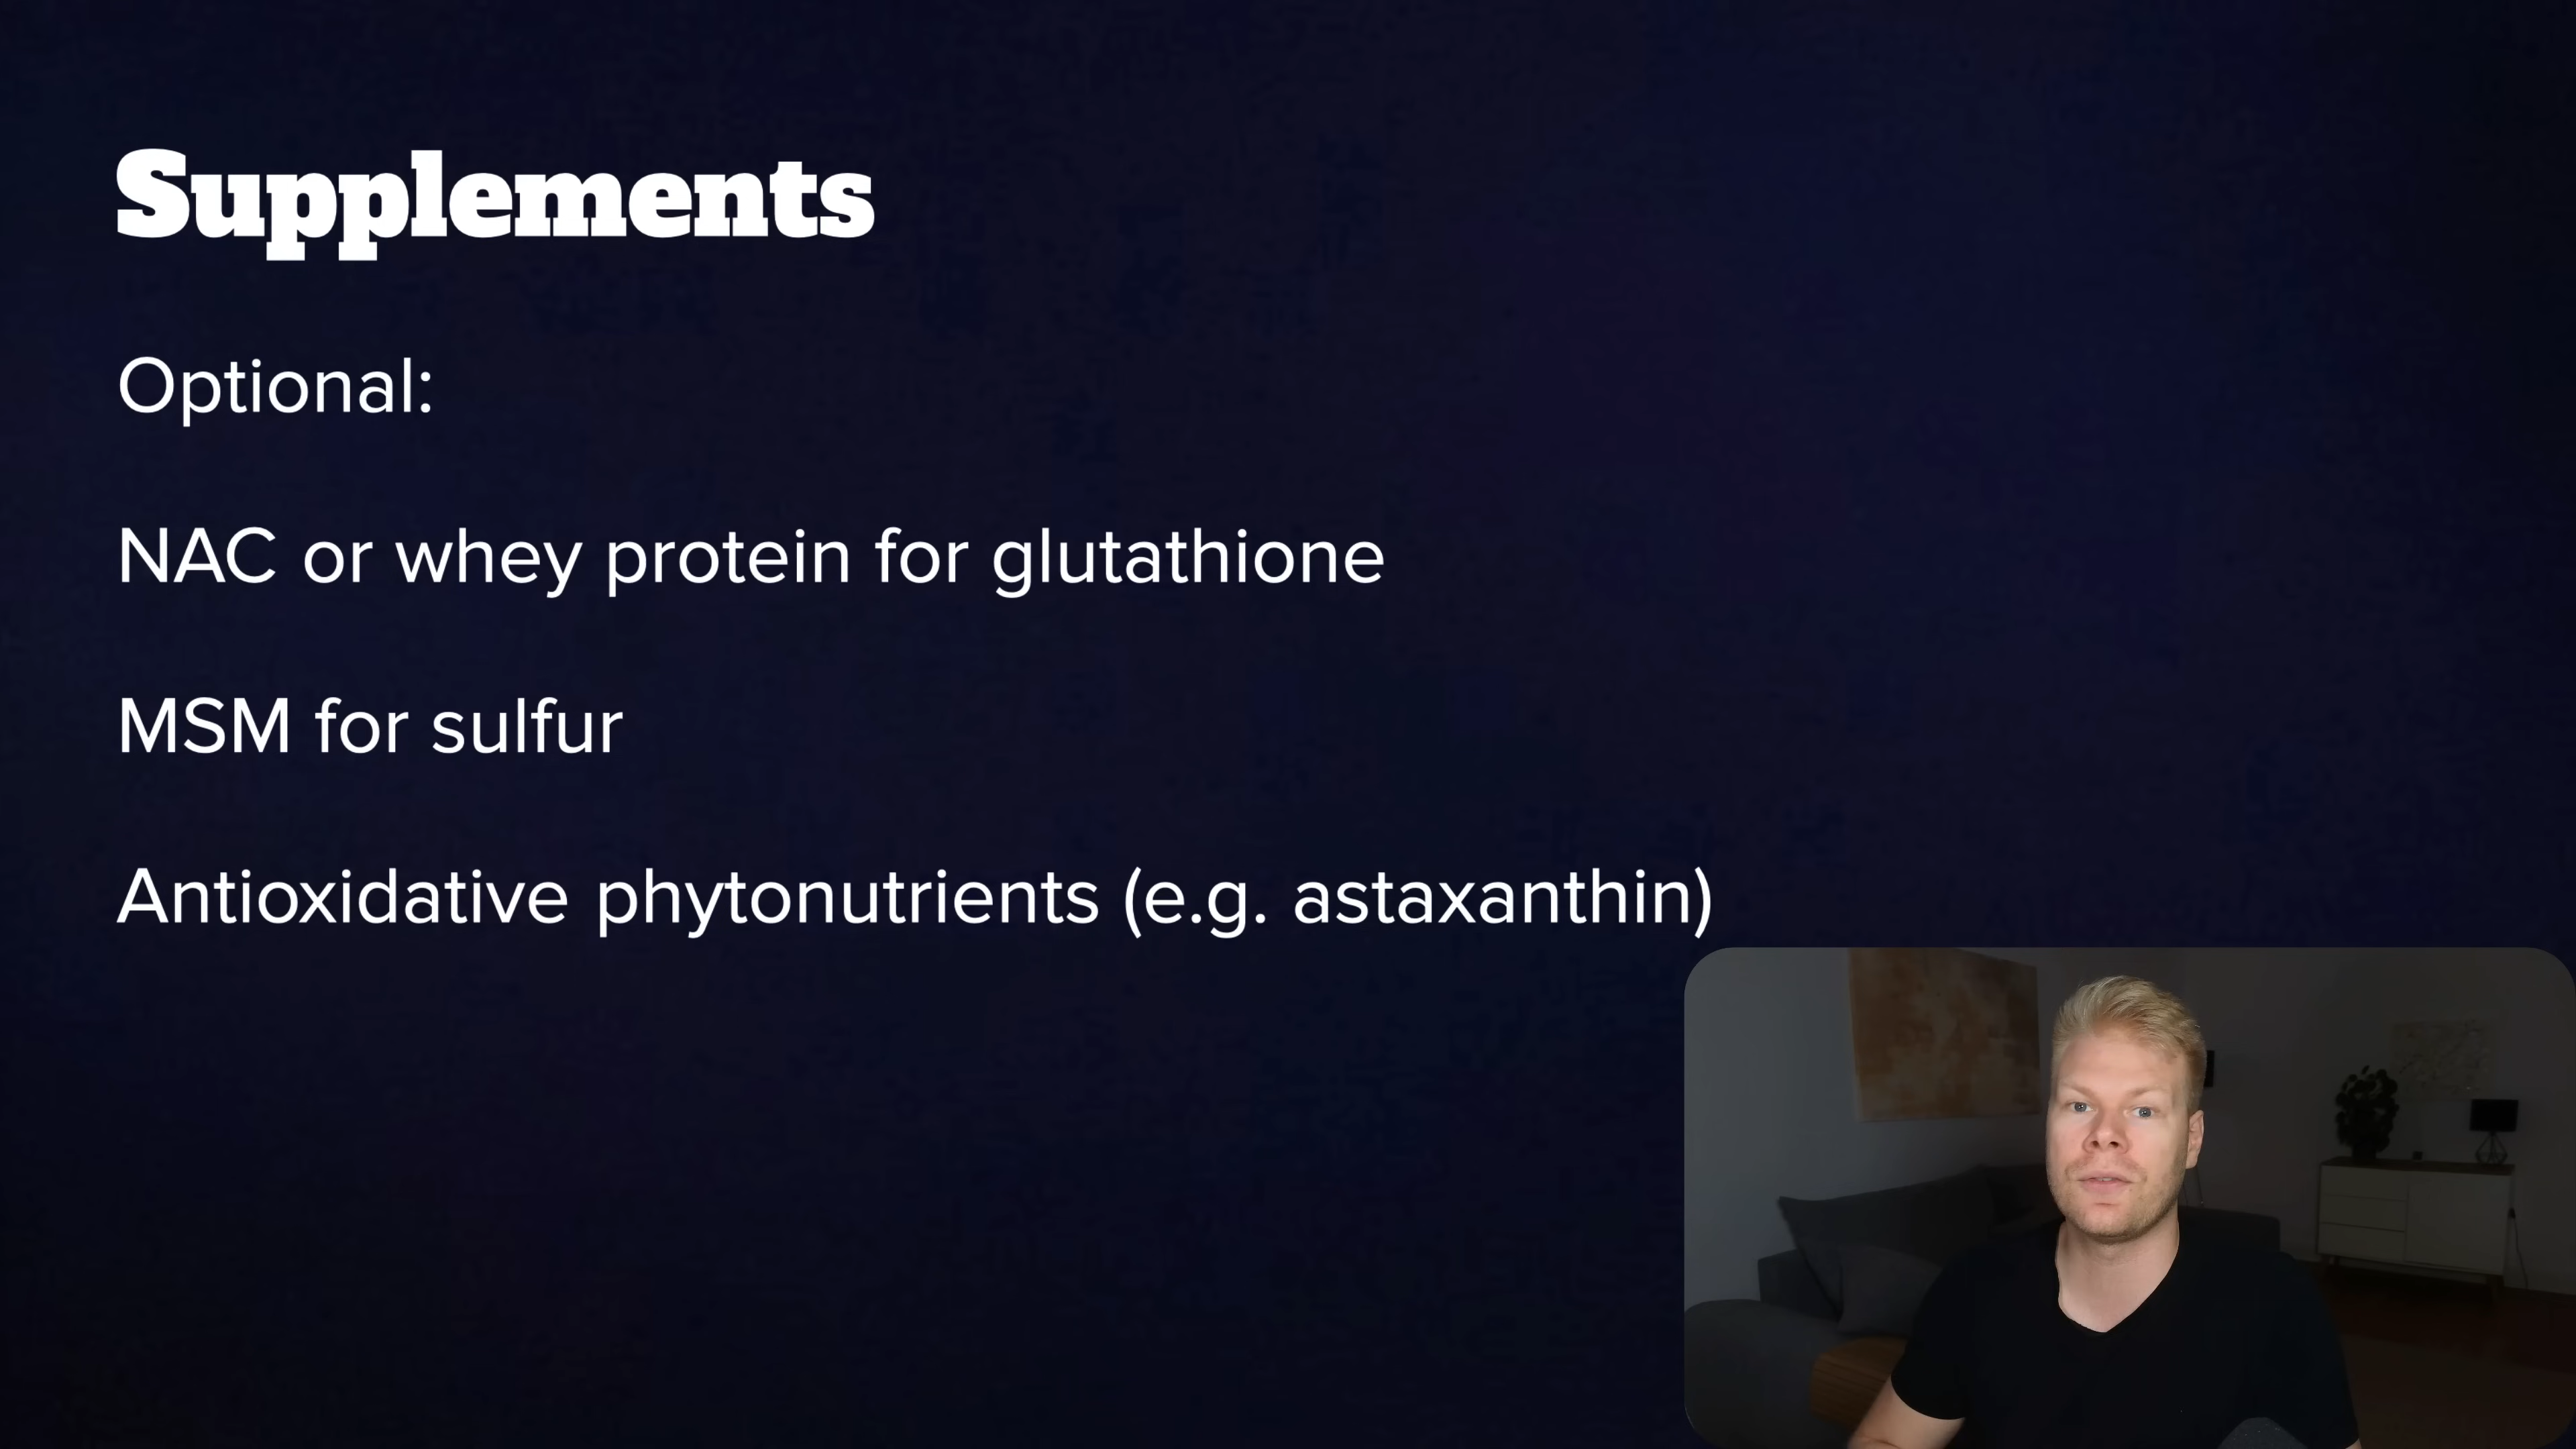 Supplements
Optional:
NAC or whey protein for glutathione
MSM for sulfur
Antioxidative phytonutrients (e.g. astaxanthin)